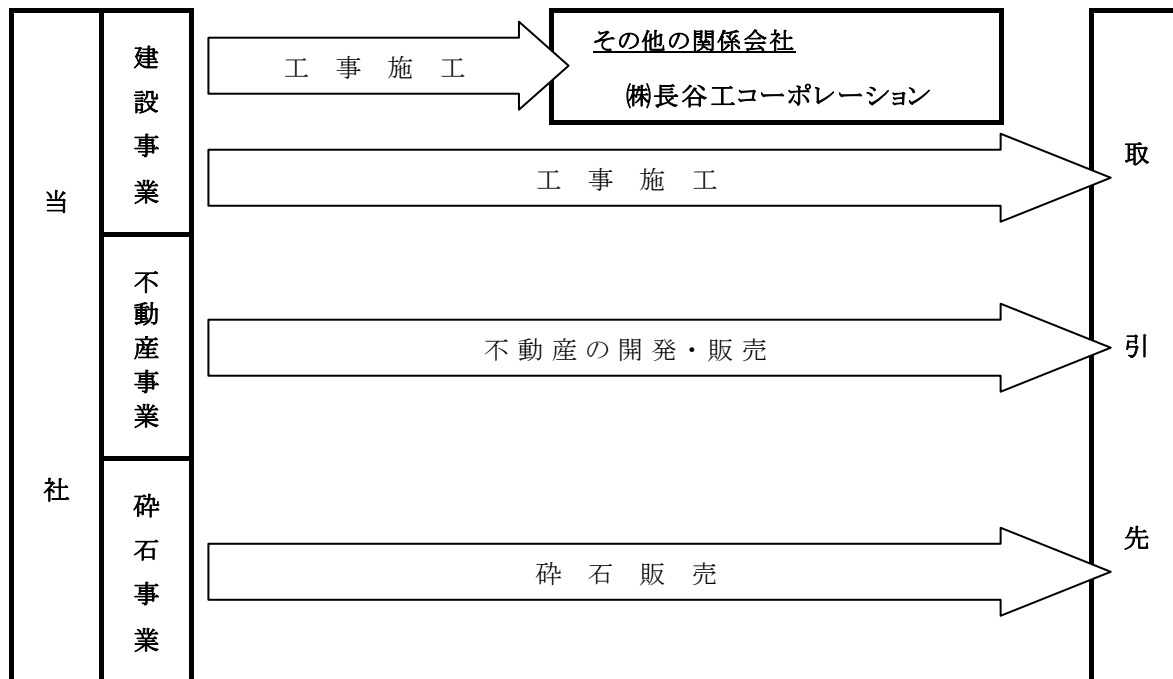 当社
建設事業
工事施工
その他の関係会社
㈱長谷工コーポレーション
工事施工
不動産事業
不動産の開発・販売
砕石事業
砕石販売
取引先